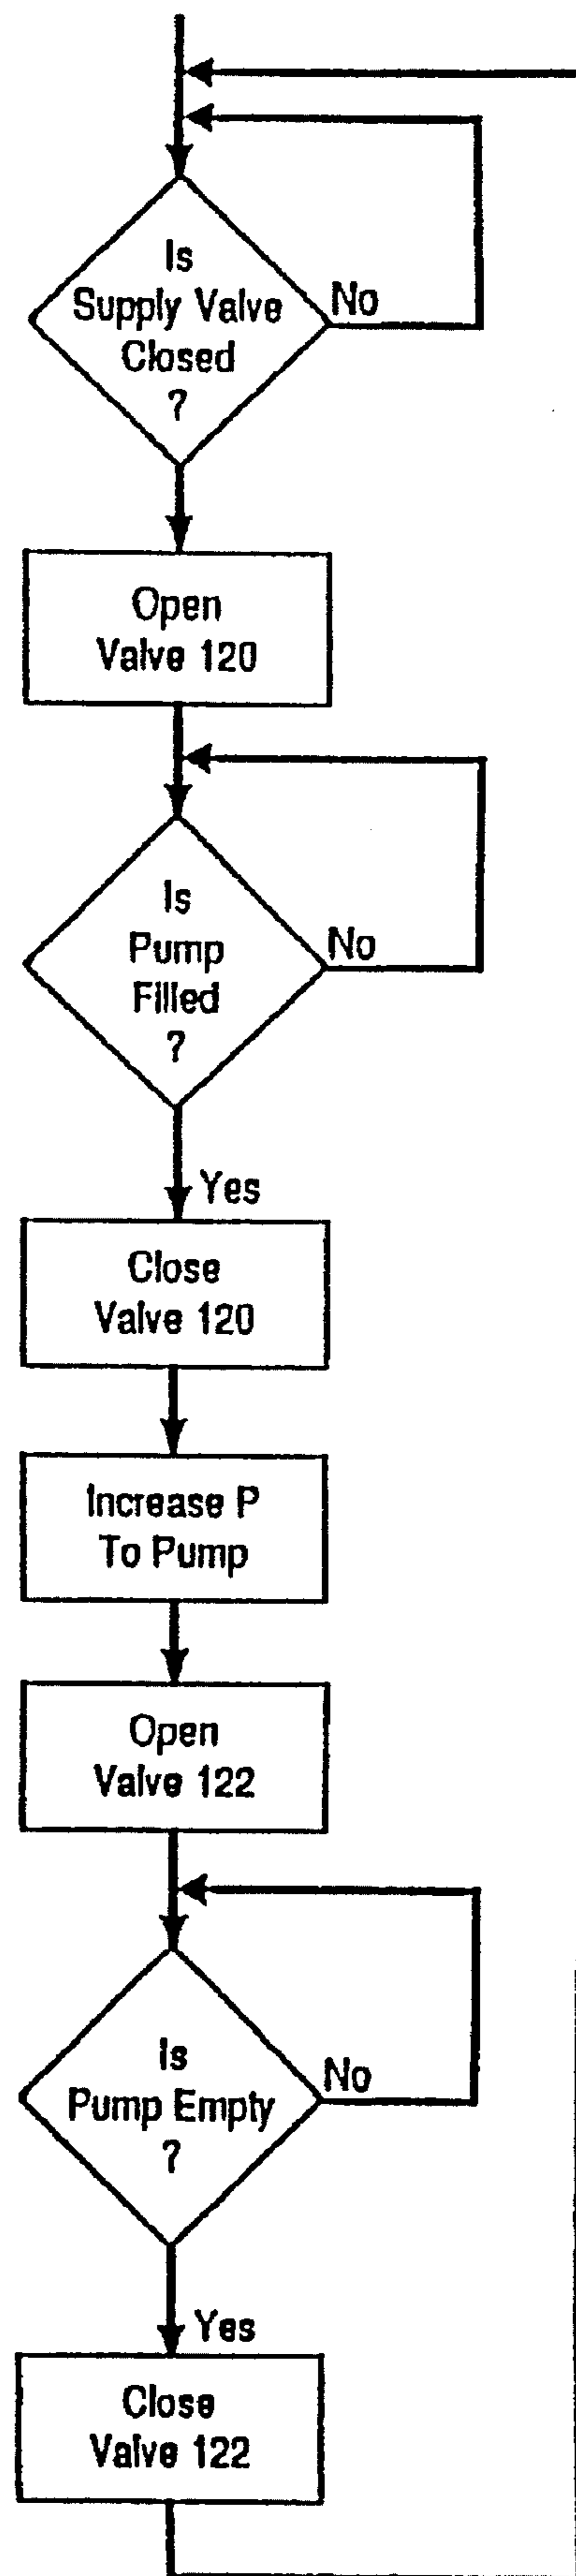 Is
Supply Valve
Closed
?
No
Open
Valve 120
Is
Pump
Filled
?
No
Yes
Close
Valve 120
Increase P
To Pump
Open
Valve 122
Is
Pump Empty
?
No
Yes
Close
Valve 122